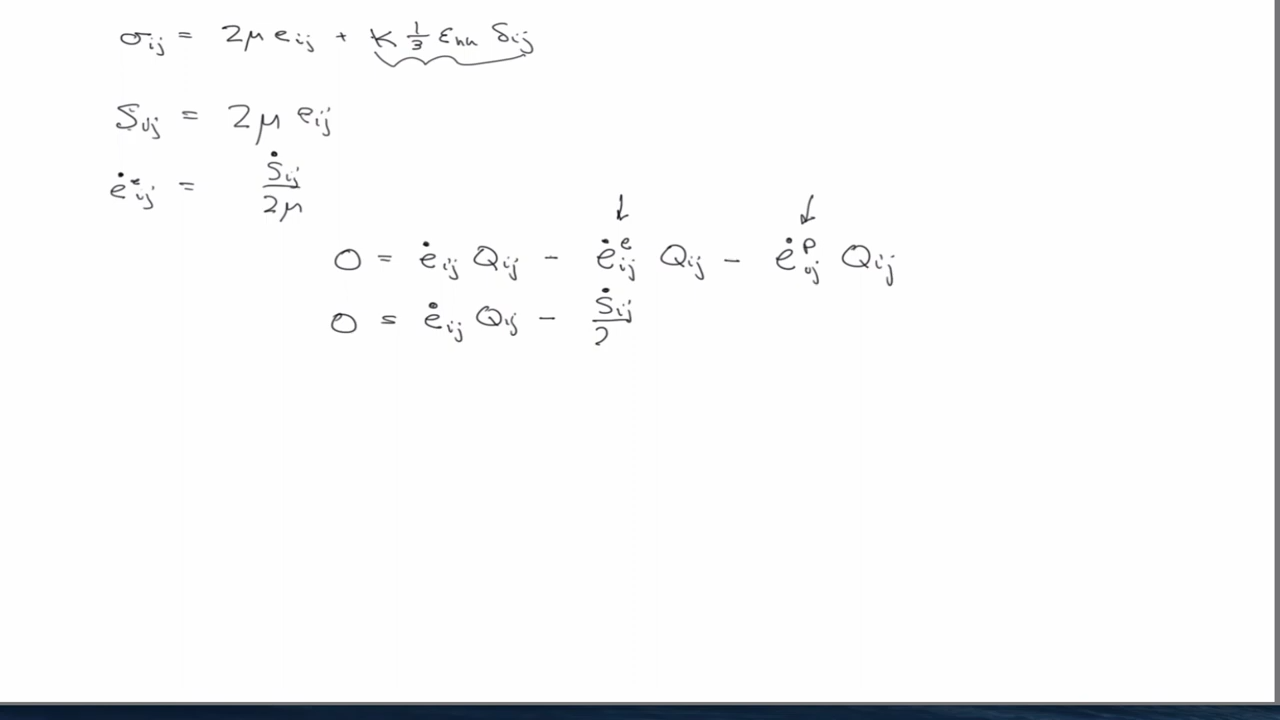 σij = 2μ eij + K 1/3 εkk δij
Sij = 2μ eij
ėᵉij = Ṡij/2μ
0 = ėij Qij - ėᵉij Qij - ėᵖij Qij
0 = ėij Qij - Ṡij/2